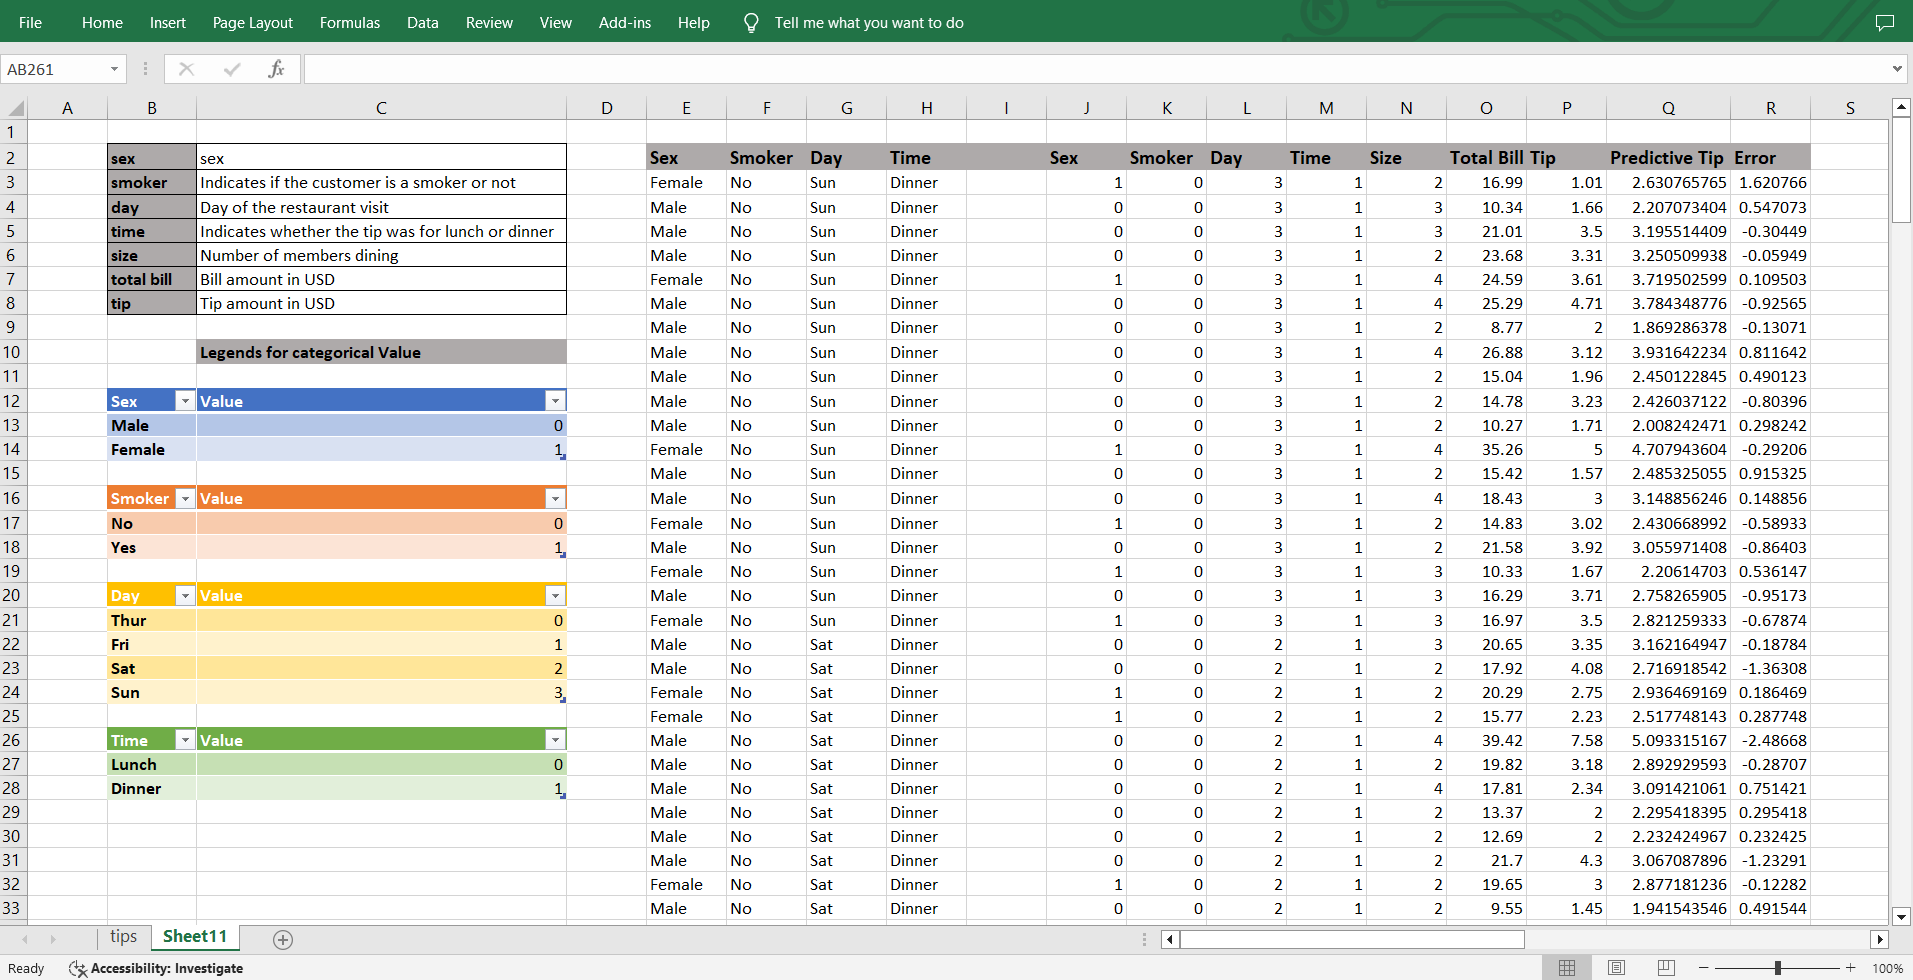 File Home Insert Page Layout Formulas Data Review View Add-ins Help Tell me what you want to do
AB261 fx
A B C D E F G H I J K L M N O P Q R S
1
2 sex sex Sex Smoker Day Time Sex Smoker Day Time Size Total Bill Tip Predictive Tip Error
3 smoker Indicates if the customer is a smoker or not Female No Sun Dinner 1 0 3 1 2 16.99 1.01 2.630765765 1.620766
4 day Day of the restaurant visit Male No Sun Dinner 0 0 3 1 3 10.34 1.66 2.207073404 0.547073
5 time Indicates whether the tip was for lunch or dinner Male No Sun Dinner 0 0 3 1 3 21.01 3.5 3.195514409 -0.30449
6 size Number of members dining Male No Sun Dinner 0 0 3 1 2 23.68 3.31 3.250509938 -0.05949
7 total bill Bill amount in USD Female No Sun Dinner 1 0 3 1 4 24.59 3.61 3.719502599 0.109503
8 tip Tip amount in USD Male No Sun Dinner 0 0 3 1 4 25.29 4.71 3.784348776 -0.92565
9 Male No Sun Dinner 0 0 3 1 2 8.77 2 1.869286378 -0.13071
10 Legends for categorical Value Male No Sun Dinner 0 0 3 1 4 26.88 3.12 3.931642234 0.811642
11 Male No Sun Dinner 0 0 3 1 2 15.04 1.96 2.450122845 0.490123
12 Sex Value Male No Sun Dinner 0 0 3 1 2 14.78 3.23 2.426037122 -0.80396
13 Male 0 Male No Sun Dinner 0 0 3 1 2 10.27 1.71 2.008242471 0.298242
14 Female 1 Female No Sun Dinner 1 0 3 1 4 35.26 5 4.707943604 -0.29206
15 Male No Sun Dinner 0 0 3 1 2 15.42 1.57 2.485325055 0.915325
16 Smoker Value Male No Sun Dinner 0 0 3 1 4 18.43 3 3.148856246 0.148856
17 No 0 Female No Sun Dinner 1 0 3 1 2 14.83 3.02 2.430668992 -0.58933
18 Yes 1 Male No Sun Dinner 0 0 3 1 2 21.58 3.92 3.055971408 -0.86403
19 Female No Sun Dinner 1 0 3 1 3 10.33 1.67 2.20614703 0.536147
20 Day Value Male No Sun Dinner 0 0 3 1 3 16.29 3.71 2.758265905 -0.95173
21 Thur 0 Female No Sun Dinner 1 0 3 1 3 16.97 3.5 2.821259333 -0.67874
22 Fri 1 Male No Sat Dinner 0 0 2 1 3 20.65 3.35 3.162164947 -0.18784
23 Sat 2 Male No Sat Dinner 0 0 2 1 2 17.92 4.08 2.716918542 -1.36308
24 Sun 3 Female No Sat Dinner 1 0 2 1 2 20.29 2.75 2.936469169 0.186469
25 Female No Sat Dinner 1 0 2 1 2 15.77 2.23 2.517748143 0.287748
26 Time Value Male No Sat Dinner 0 0 2 1 4 39.42 7.58 5.093315167 -2.48668
27 Lunch 0 Male No Sat Dinner 0 0 2 1 2 19.82 3.18 2.892929593 -0.28707
28 Dinner 1 Male No Sat Dinner 0 0 2 1 4 17.81 2.34 3.091421061 0.751421
29 Male No Sat Dinner 0 0 2 1 2 13.37 2 2.295418395 0.295418
30 Male No Sat Dinner 0 0 2 1 2 12.69 2 2.232424967 0.232425
31 Male No Sat Dinner 0 0 2 1 2 21.7 4.3 3.067087896 -1.23291
32 Female No Sat Dinner 1 0 2 1 2 19.65 3 2.877181236 -0.12282
33 Male No Sat Dinner 0 0 2 1 2 9.55 1.45 1.941543546 0.491544
tips Sheet11
Ready Accessibility: Investigate 100%